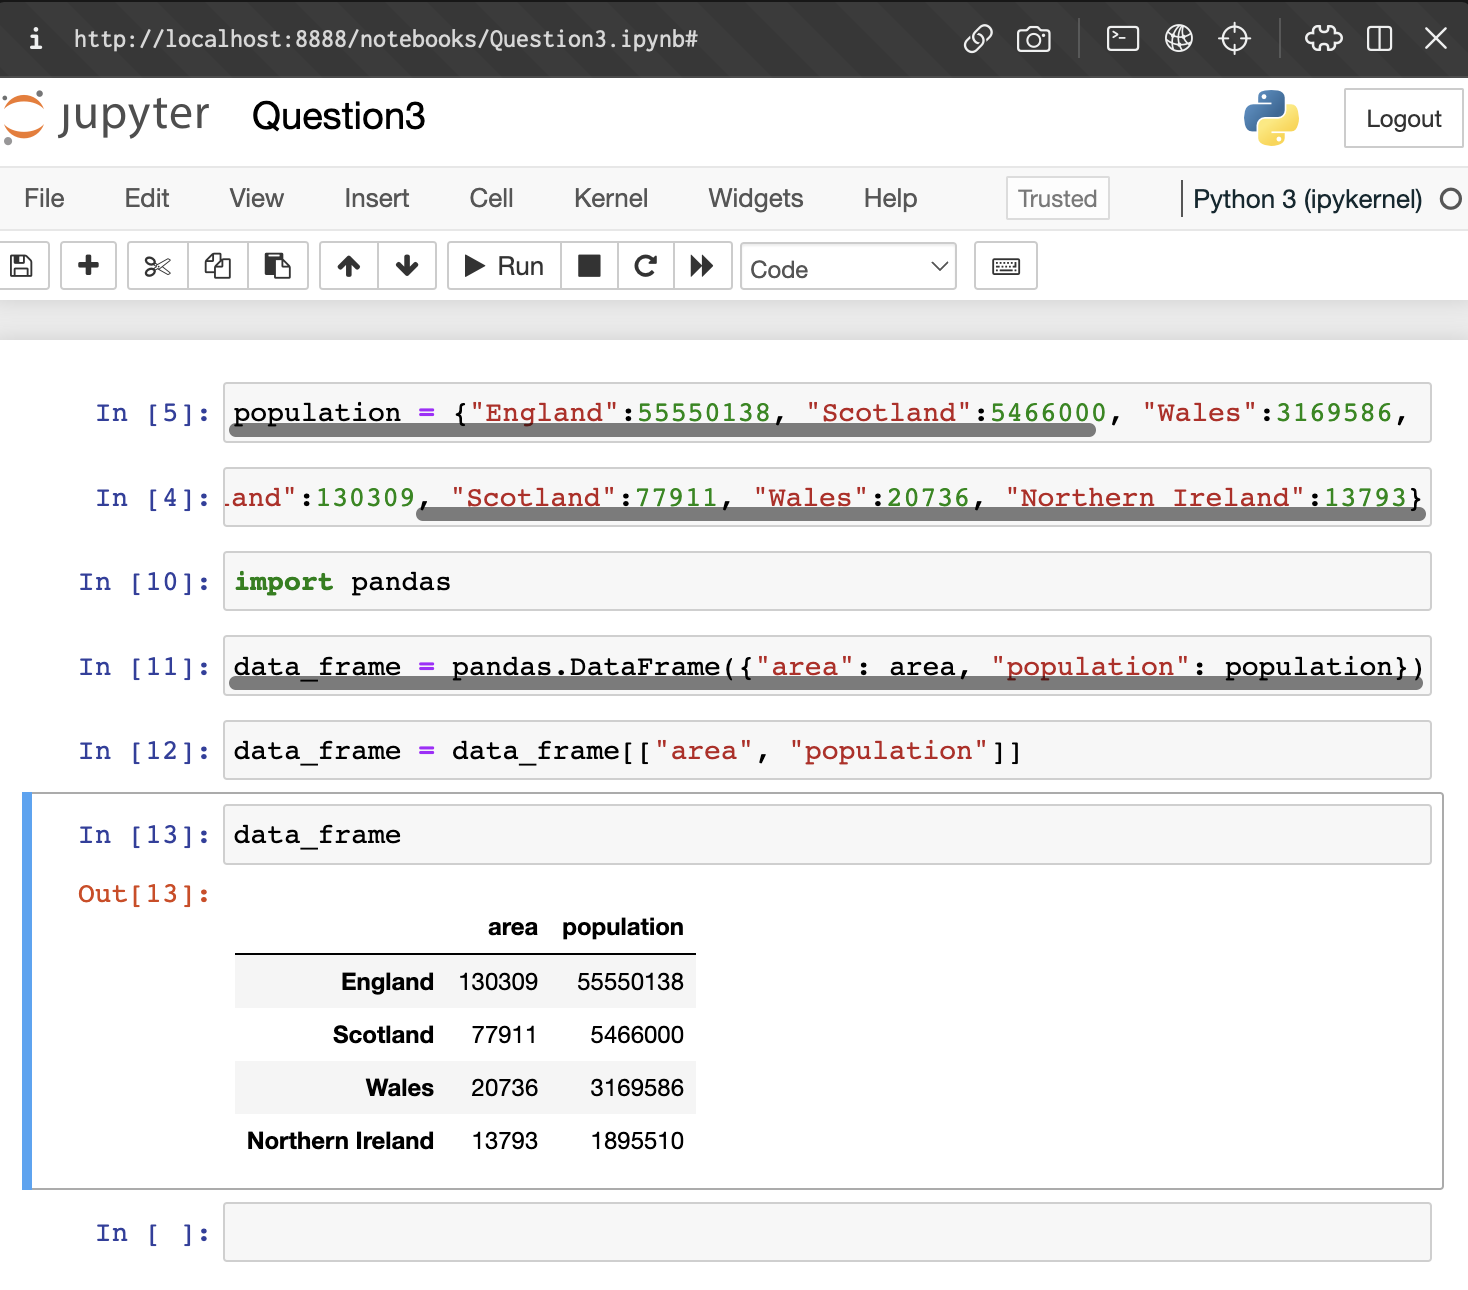 http://localhost:8888/notebooks/Question3.ipynb#
jupyter Question3 Logout
File Edit View Insert Cell Kernel Widgets Help Trusted Python 3 (ipykernel)
Run Code
In [5]: population = {"England":55550138, "Scotland":5466000, "Wales":3169586,
In [4]: land":130309, "Scotland":77911, "Wales":20736, "Northern Ireland":13793}
In [10]: import pandas
In [11]: data_frame = pandas.DataFrame({"area": area, "population": population})
In [12]: data_frame = data_frame[["area", "population"]]
In [13]: data_frame
Out[13]:
area population
England 130309 55550138
Scotland 77911 5466000
Wales 20736 3169586
Northern Ireland 13793 1895510
In [ ]: